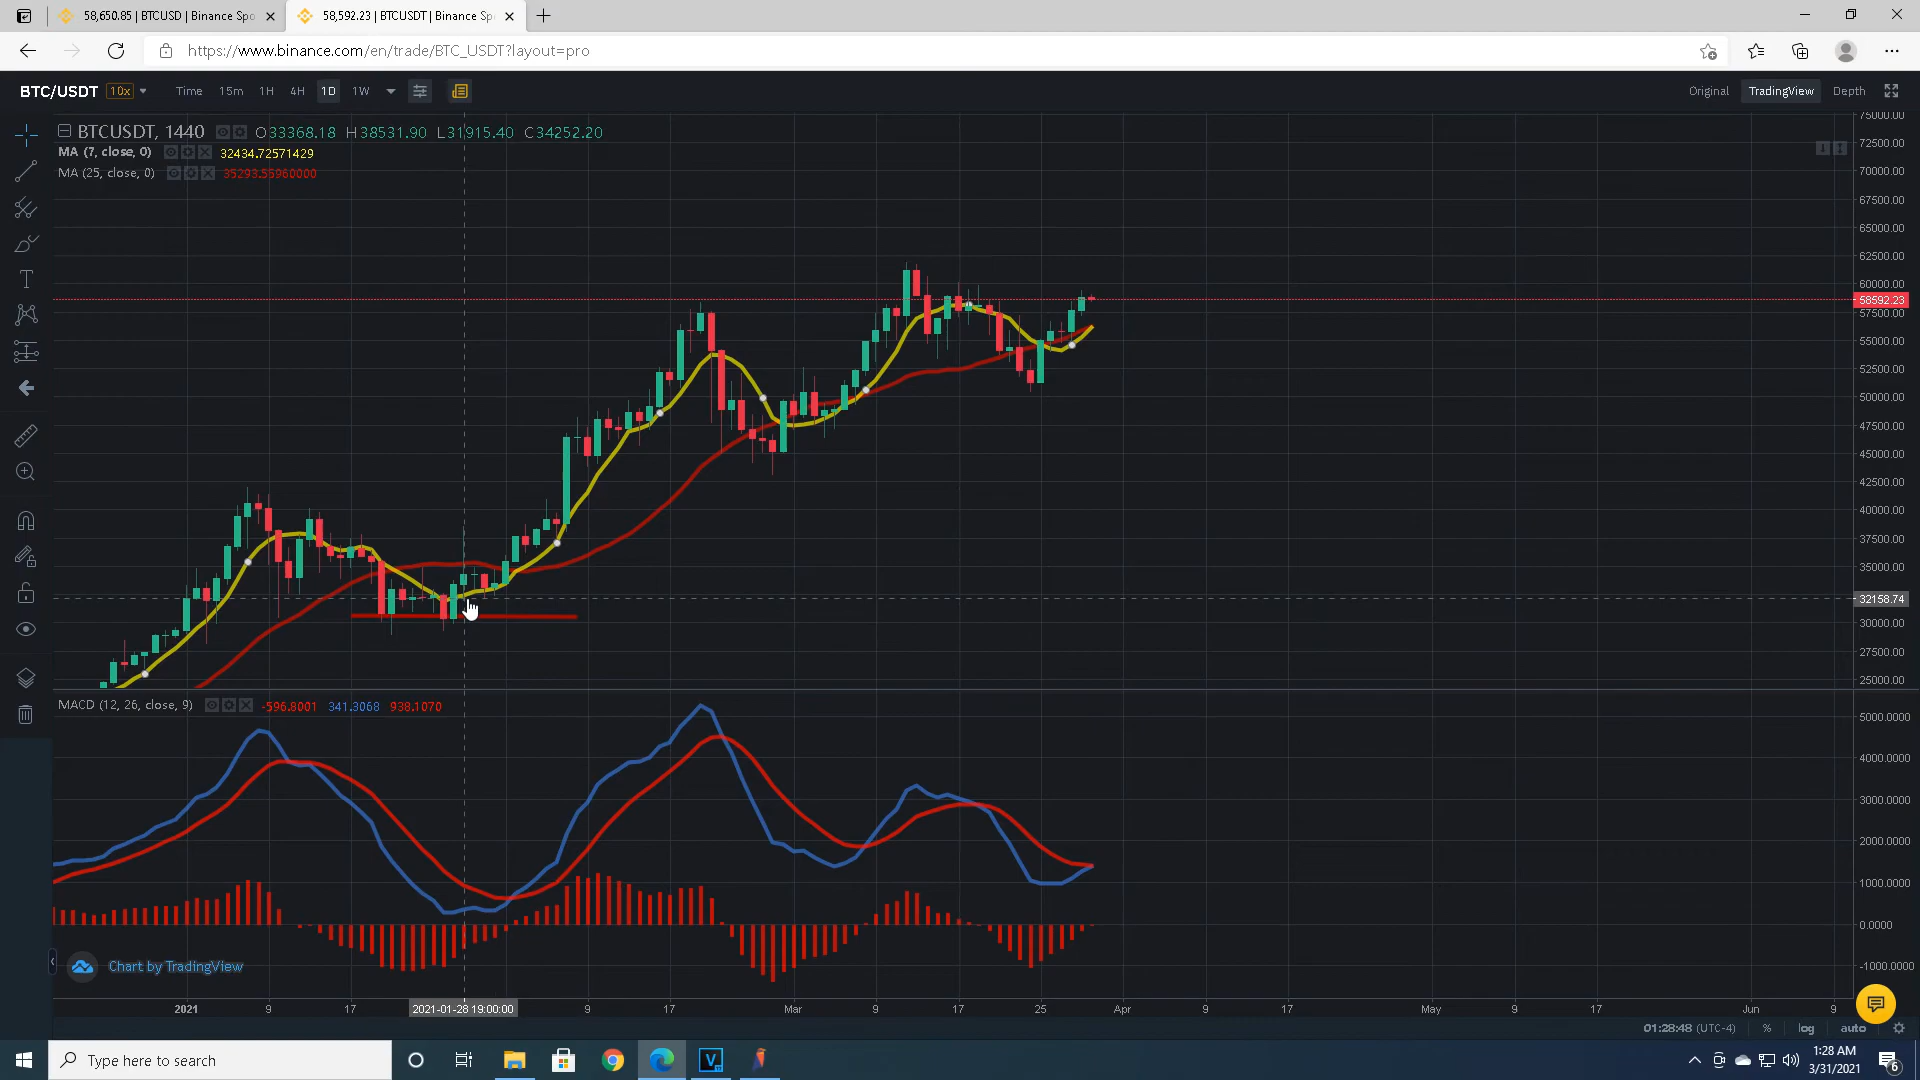 58,650.85 | BTCUSD | Binance Spo
58,592.23 | BTCUSDT | Binance Sp
https://www.binance.com/en/trade/BTC_USDT?layout=pro
BTC/USDT 10x Time 15m 1H 4H 1D 1W Original TradingView Depth
BTCUSDT, 1440 O33368.18 H38531.90 L31915.40 C34252.20
MA (7, close, 0) 32434.72571429
MA (25, close, 0) 35293.55960000
75000.00
72500.00
70000.00
67500.00
65000.00
62500.00
60000.00
58592.23
57500.00
55000.00
52500.00
50000.00
47500.00
45000.00
42500.00
40000.00
37500.00
35000.00
32158.74
30000.00
27500.00
25000.00
MACD (12, 26, close, 9) -596.8001 341.3068 938.1070
5000.0000
4000.0000
3000.0000
2000.0000
1000.0000
0.0000
-1000.0000
Chart by TradingView
2021 9 17 2021-01-28 19:00:00 9 17 Mar 9 17 25 Apr 9 17 May 9 17 Jun 9
01:28:48 (UTC-4) % log auto
Type here to search
1:28 AM
3/31/2021
6